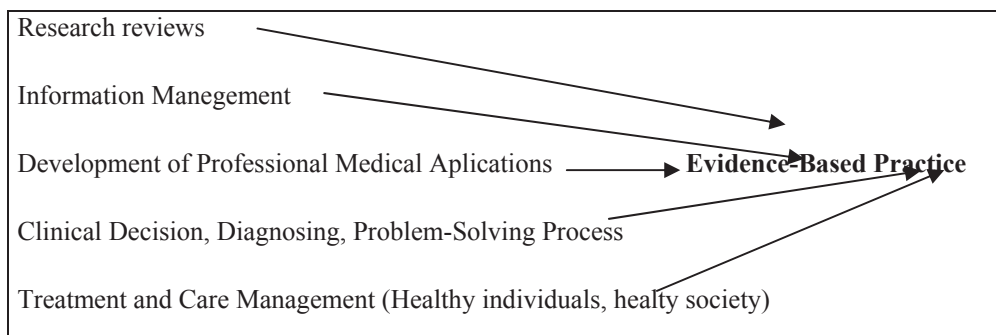 Research reviews
Information Manegement
Development of Professional Medical Aplications Evidence-Based Practice
Clinical Decision, Diagnosing, Problem-Solving Process
Treatment and Care Management (Healthy individuals, healty society)